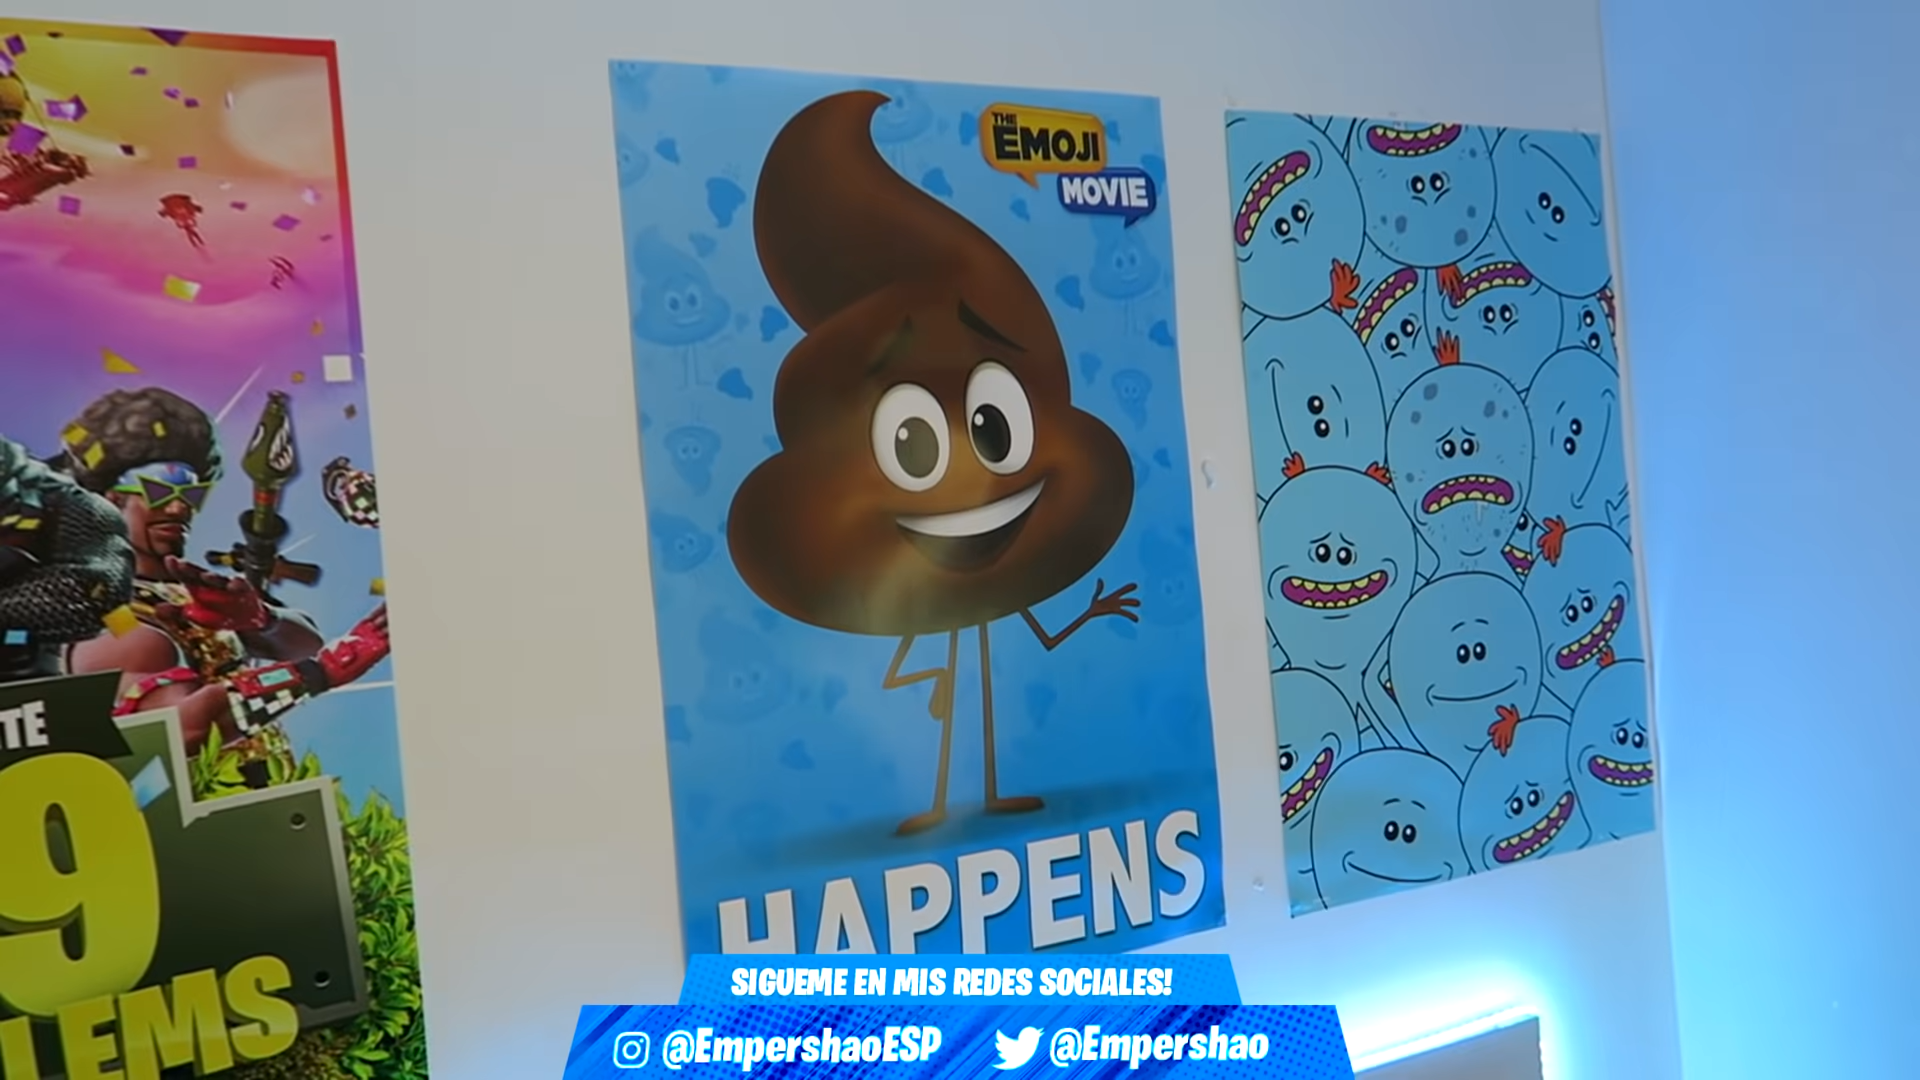 THE
EMOJI
MOVIE
TE
9
LEMS
HAPPENS
SIGUEME EN MIS REDES SOCIALES!
@EmpershaoESP @Empershao